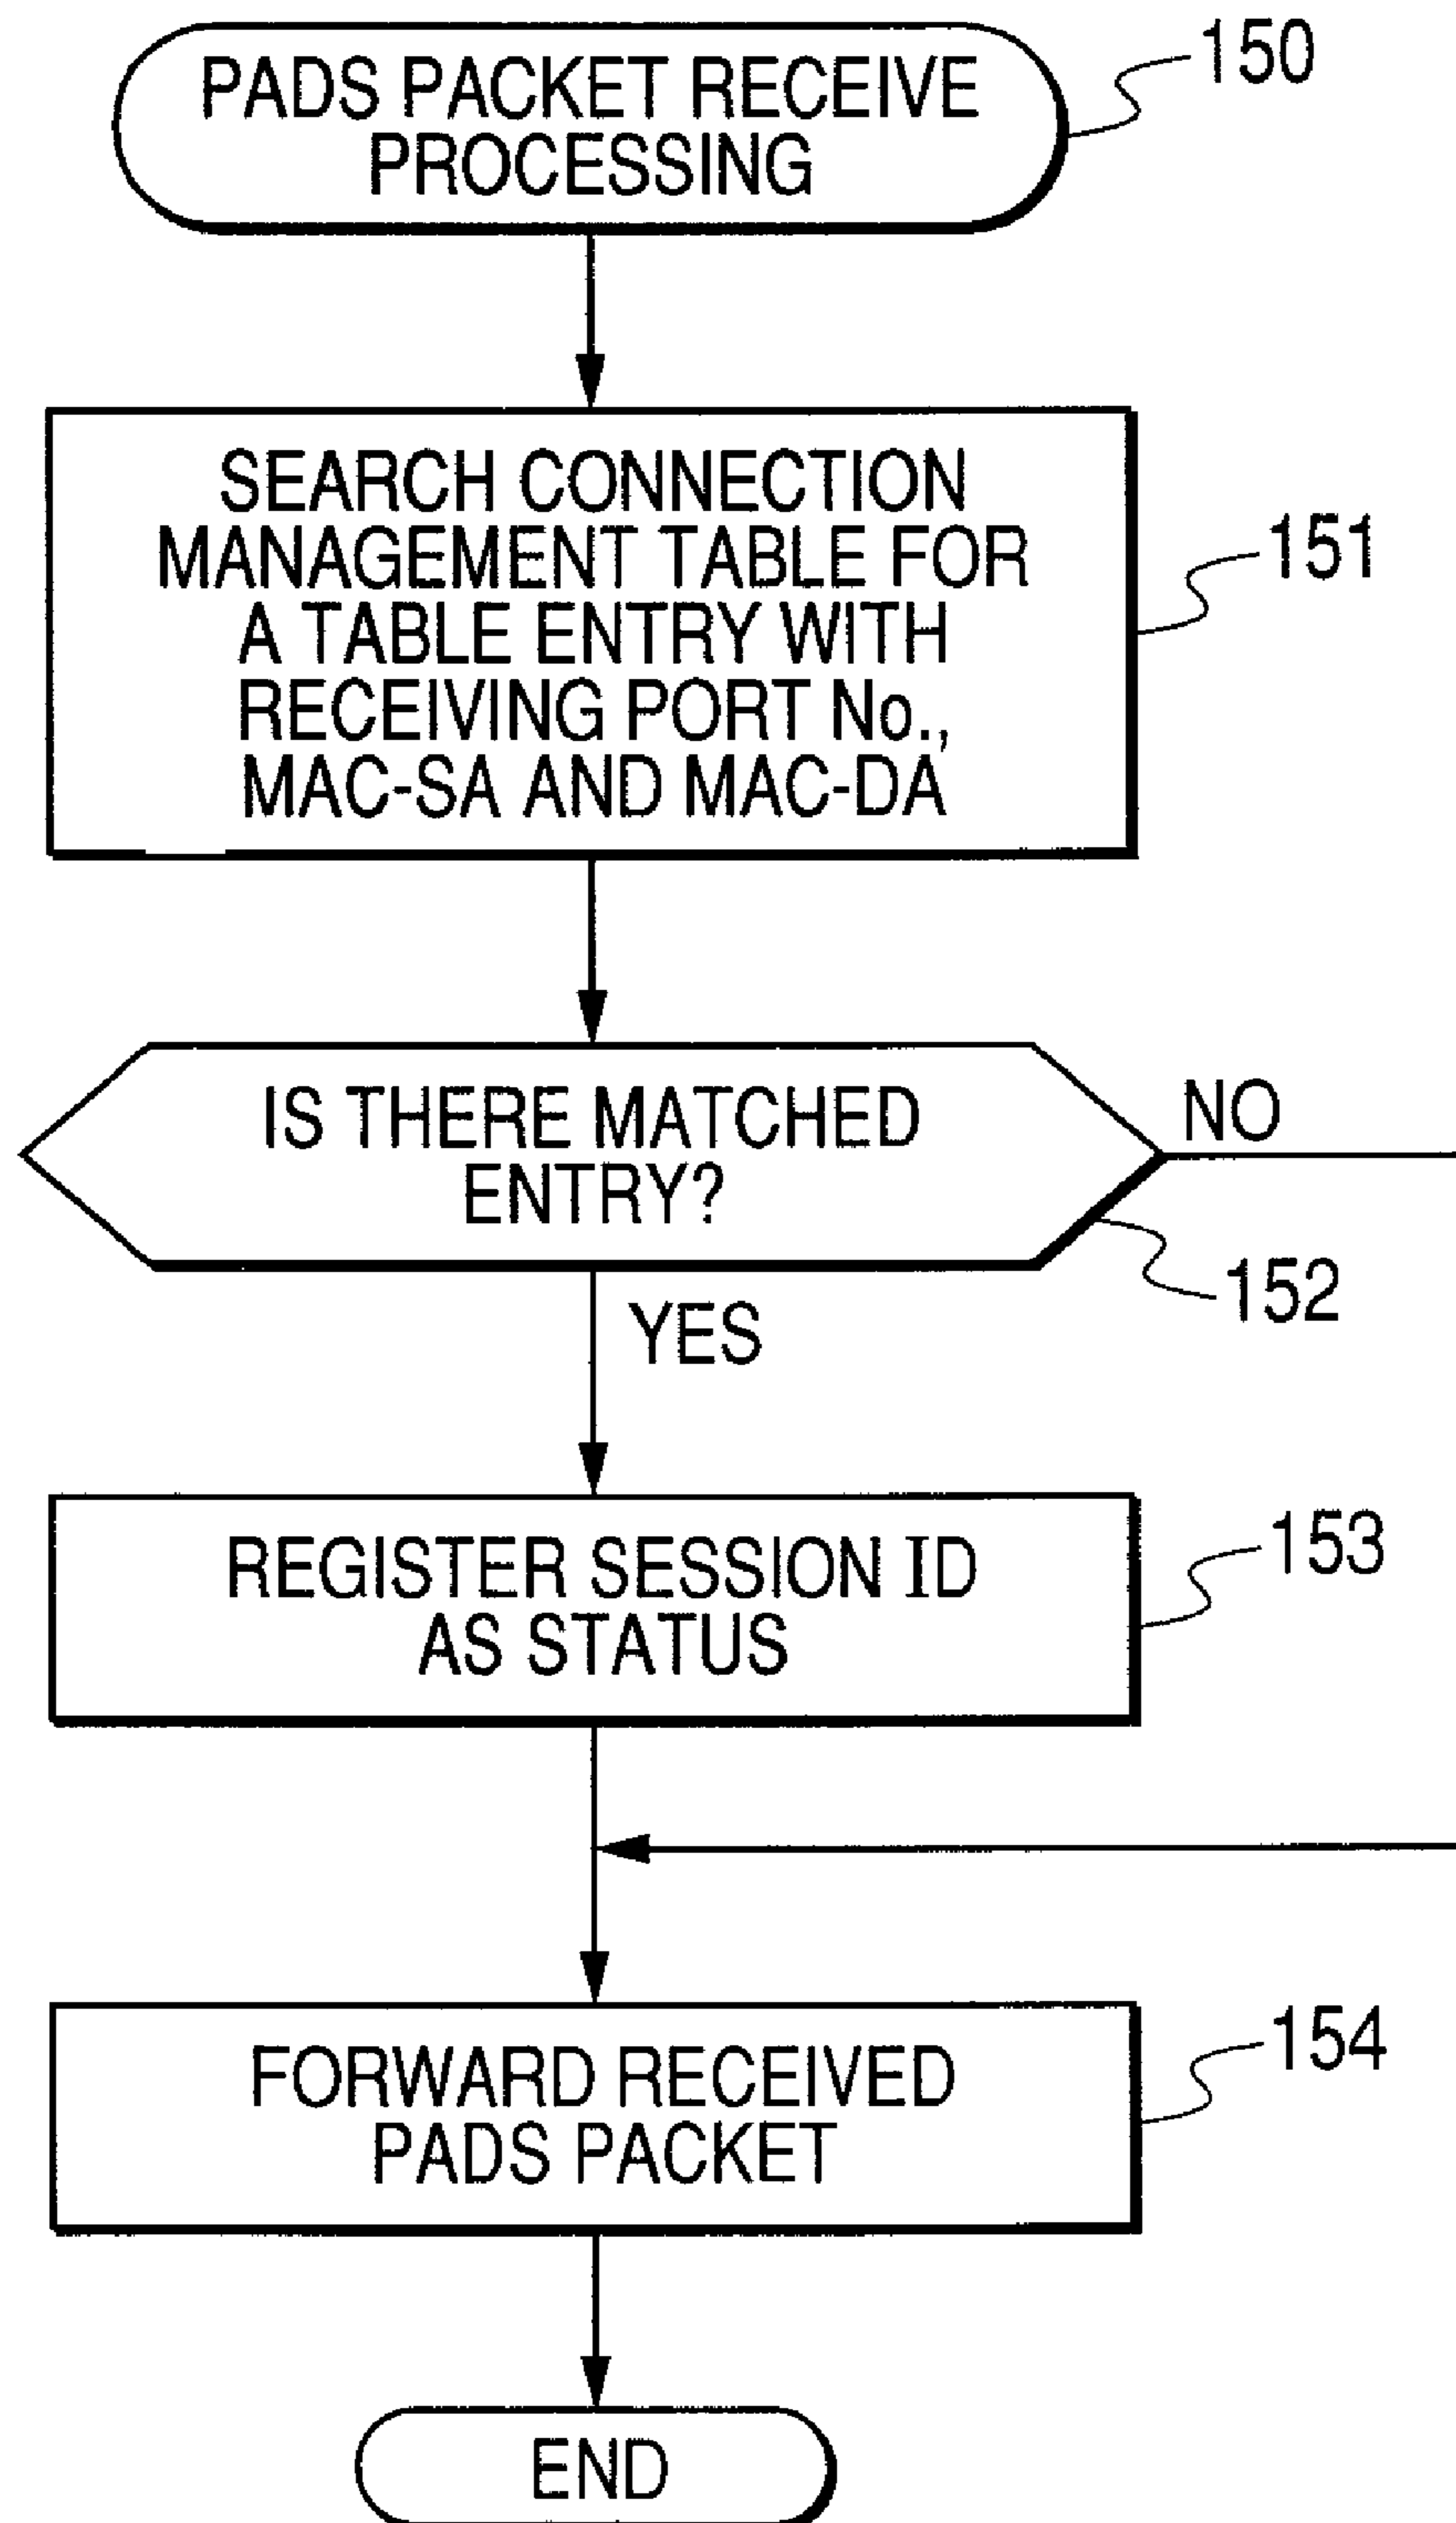 PADS PACKET RECEIVE
PROCESSING
150
SEARCH CONNECTION
MANAGEMENT TABLE FOR
A TABLE ENTRY WITH
RECEIVING PORT No.,
MAC-SA AND MAC-DA
151
IS THERE MATCHED
ENTRY?
NO
152
YES
REGISTER SESSION ID
AS STATUS
153
FORWARD RECEIVED
PADS PACKET
154
END